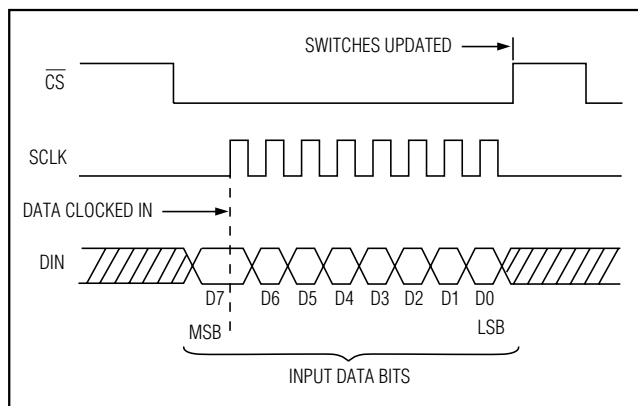 SWITCHES UPDATED
CS
SCLK
DATA CLOCKED IN
DIN
D7 D6 D5 D4 D3 D2 D1 D0
MSB LSB
INPUT DATA BITS